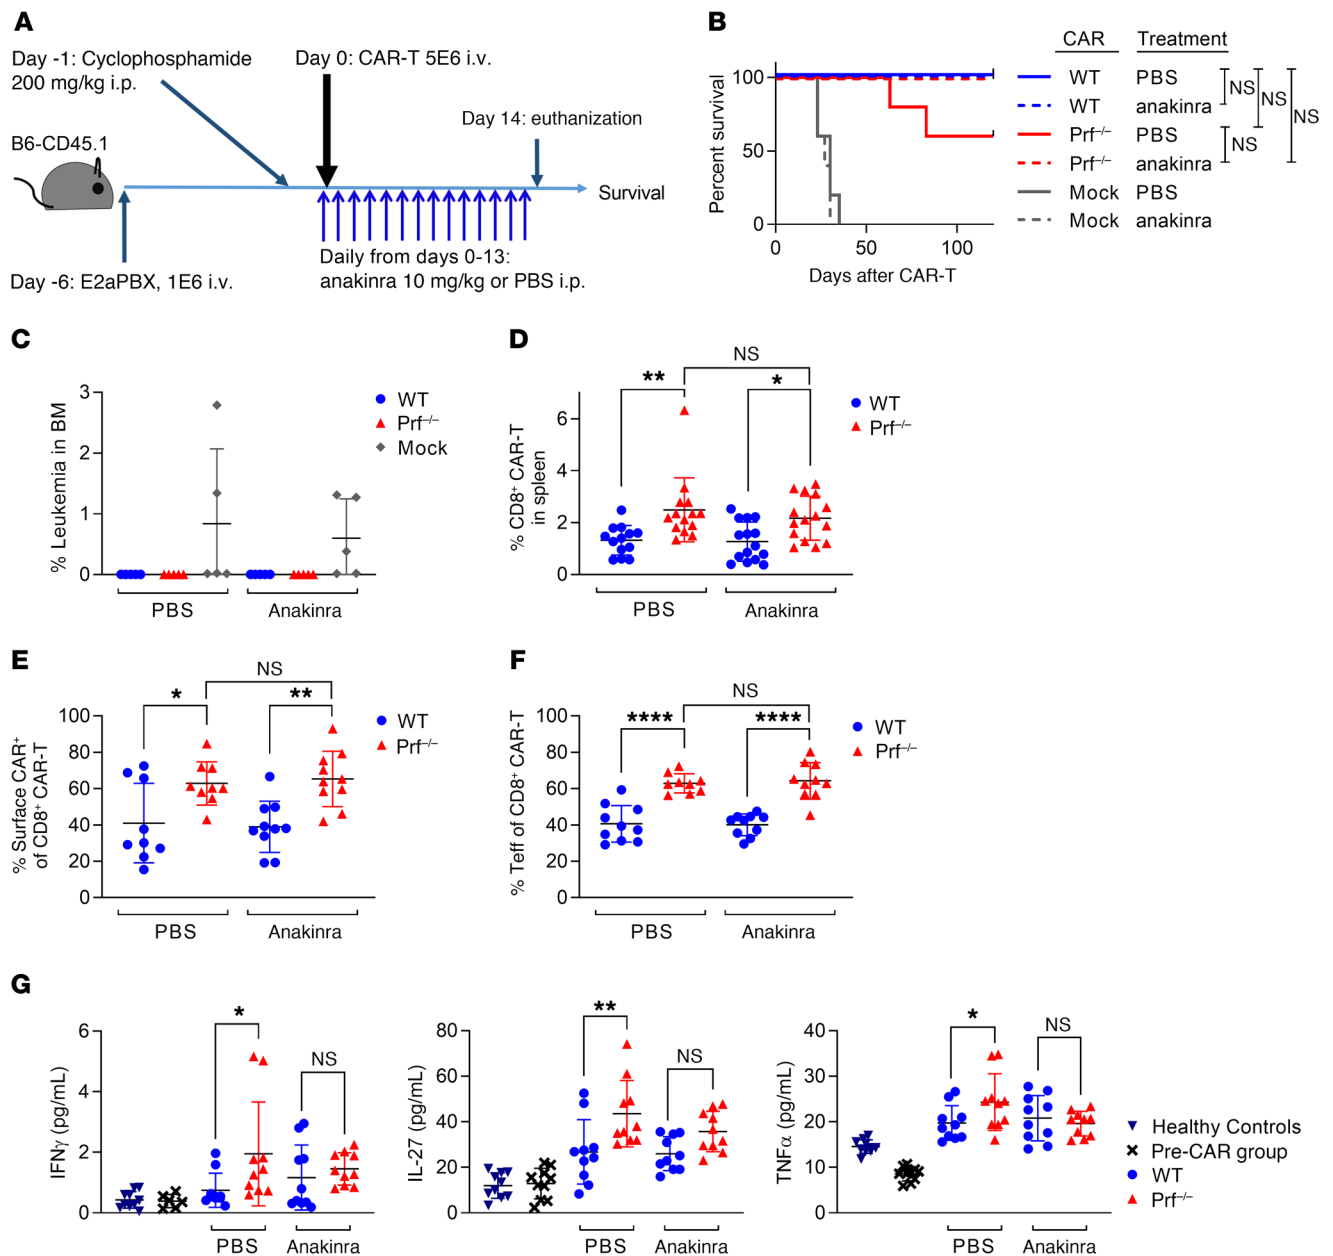 A
Day -1: Cyclophosphamide
200 mg/kg i.p.
Day 0: CAR-T 5E6 i.v.
Day 14: euthanization
B6-CD45.1
Survival
Daily from days 0-13:
anakinra 10 mg/kg or PBS i.p.
Day -6: E2aPBX, 1E6 i.v.
B
Percent survival
100
50
0
0 50 100
Days after CAR-T
CAR Treatment
WT PBS
WT anakinra
Prf⁻/⁻ PBS
Prf⁻/⁻ anakinra
Mock PBS
Mock anakinra
NS
NS
NS
NS
C
% Leukemia in BM
3
2
1
0
PBS Anakinra
WT
Prf⁻/⁻
Mock
D
% CD8⁺ CAR-T
in spleen
6
4
2
0
** * NS
PBS Anakinra
WT
Prf⁻/⁻
E
% Surface CAR⁺
of CD8⁺ CAR-T
100
80
60
40
20
0
* ** NS
PBS Anakinra
WT
Prf⁻/⁻
F
% Teff of CD8⁺ CAR-T
100
80
60
40
20
0
**** **** NS
PBS Anakinra
WT
Prf⁻/⁻
G
IFNγ (pg/mL)
6
4
2
0
* NS
PBS Anakinra
IL-27 (pg/mL)
80
60
40
20
0
** NS
PBS Anakinra
TNFα (pg/mL)
40
30
20
10
0
* NS
PBS Anakinra
Healthy Controls
Pre-CAR group
WT
Prf⁻/⁻